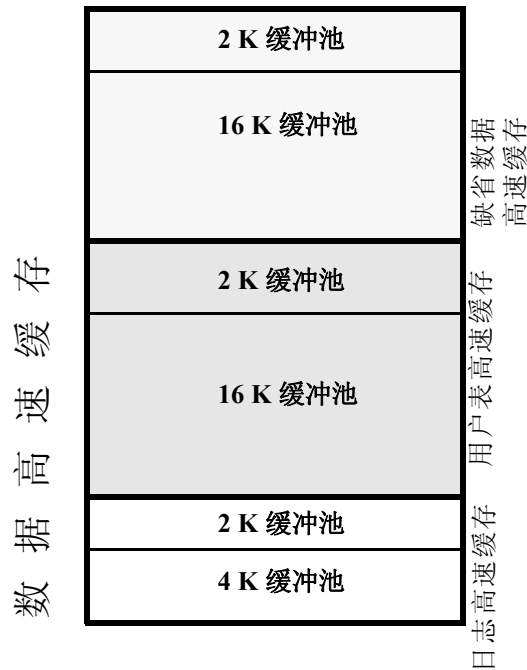 2 K 缓冲池
16 K 缓冲池
缺省数据
高速缓存
2 K 缓冲池
16 K 缓冲池
用户表高速缓存
2 K 缓冲池
4 K 缓冲池
日志高速缓存
数据高速缓存